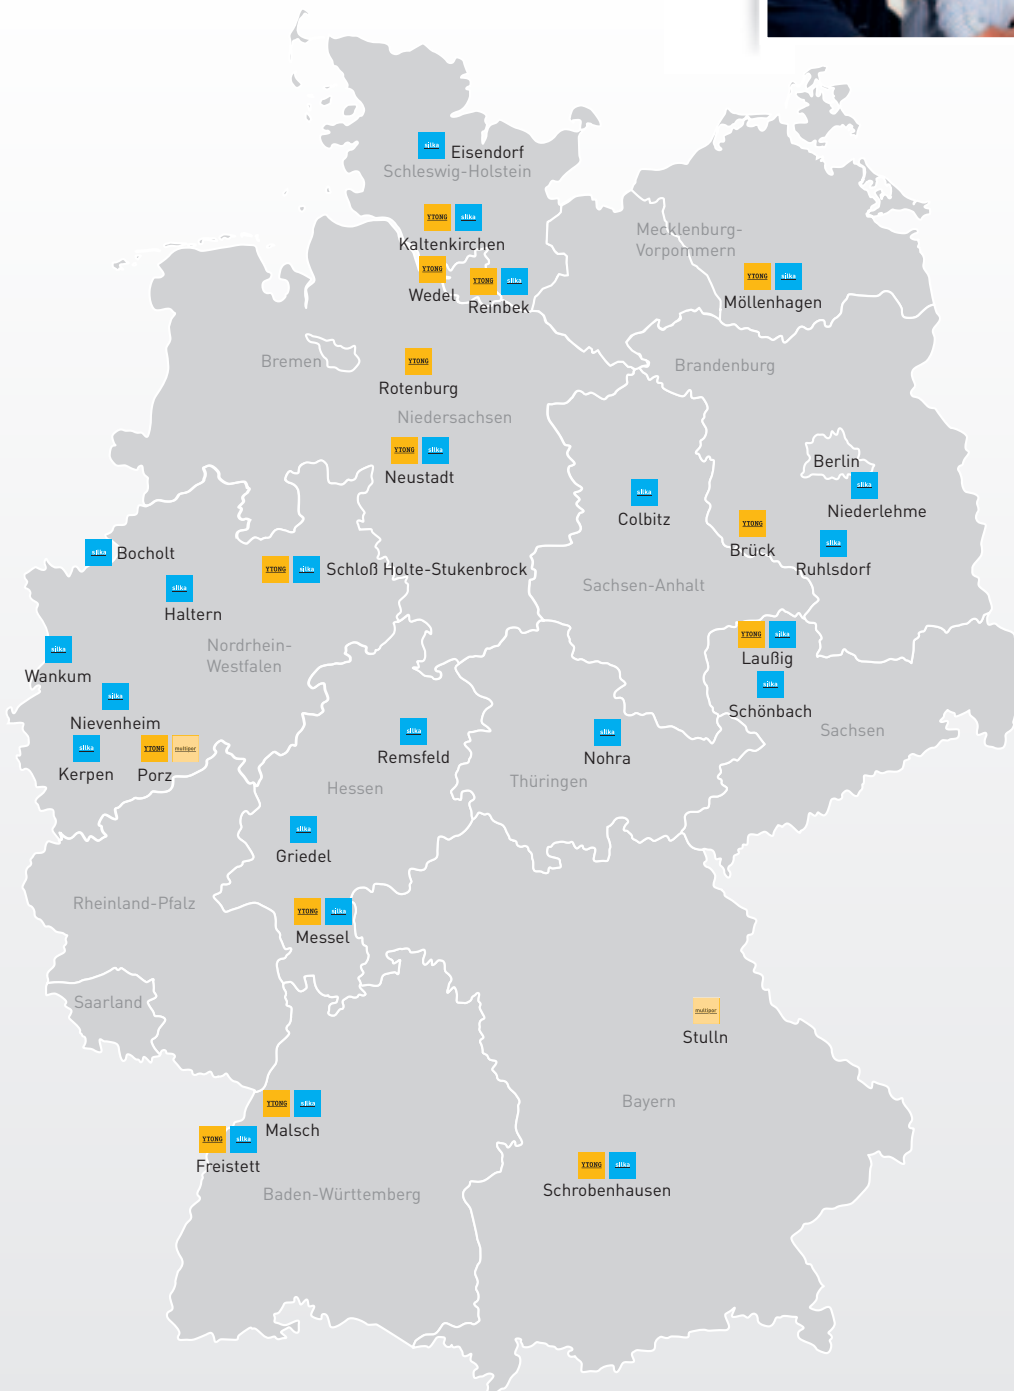 silka
Eisendorf
Schleswig-Holstein
YTONG silka
Kaltenkirchen
Mecklenburg-
Vorpommern
YTONG
Wedel
YTONG silka
Reinbek
YTONG silka
Möllenhagen
Bremen
YTONG
Rotenburg
Brandenburg
Niedersachsen
YTONG silka
Neustadt
Berlin
silka
Niederlehme
silka
Colbitz
YTONG
Brück
silka
Ruhlsdorf
silka Bocholt
YTONG silka Schloß Holte-Stukenbrock
silka
Haltern
Sachsen-Anhalt
Nordrhein-
Westfalen
silka
Wankum
YTONG silka
Laußig
silka
Schönbach
silka
Nievenheim
Sachsen
silka
Kerpen
YTONG multipor
Porz
silka
Remsfeld
silka
Nohra
Hessen
Thüringen
silka
Griedel
Rheinland-Pfalz
YTONG silka
Messel
Saarland
multipor
Stulln
Bayern
YTONG silka
Malsch
YTONG silka
Freistett
Baden-Württemberg
YTONG silka
Schrobenhausen